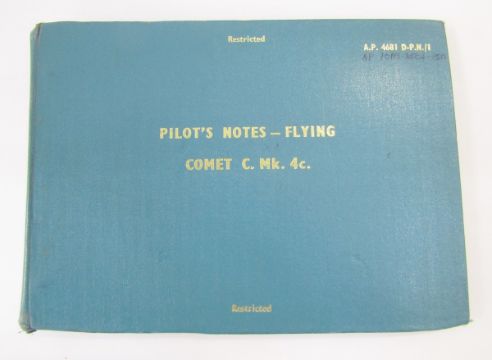 Restricted
A.P. 4681 D-P.N./1
PILOT'S NOTES – FLYING
COMET C. Mk. 4c.
Restricted